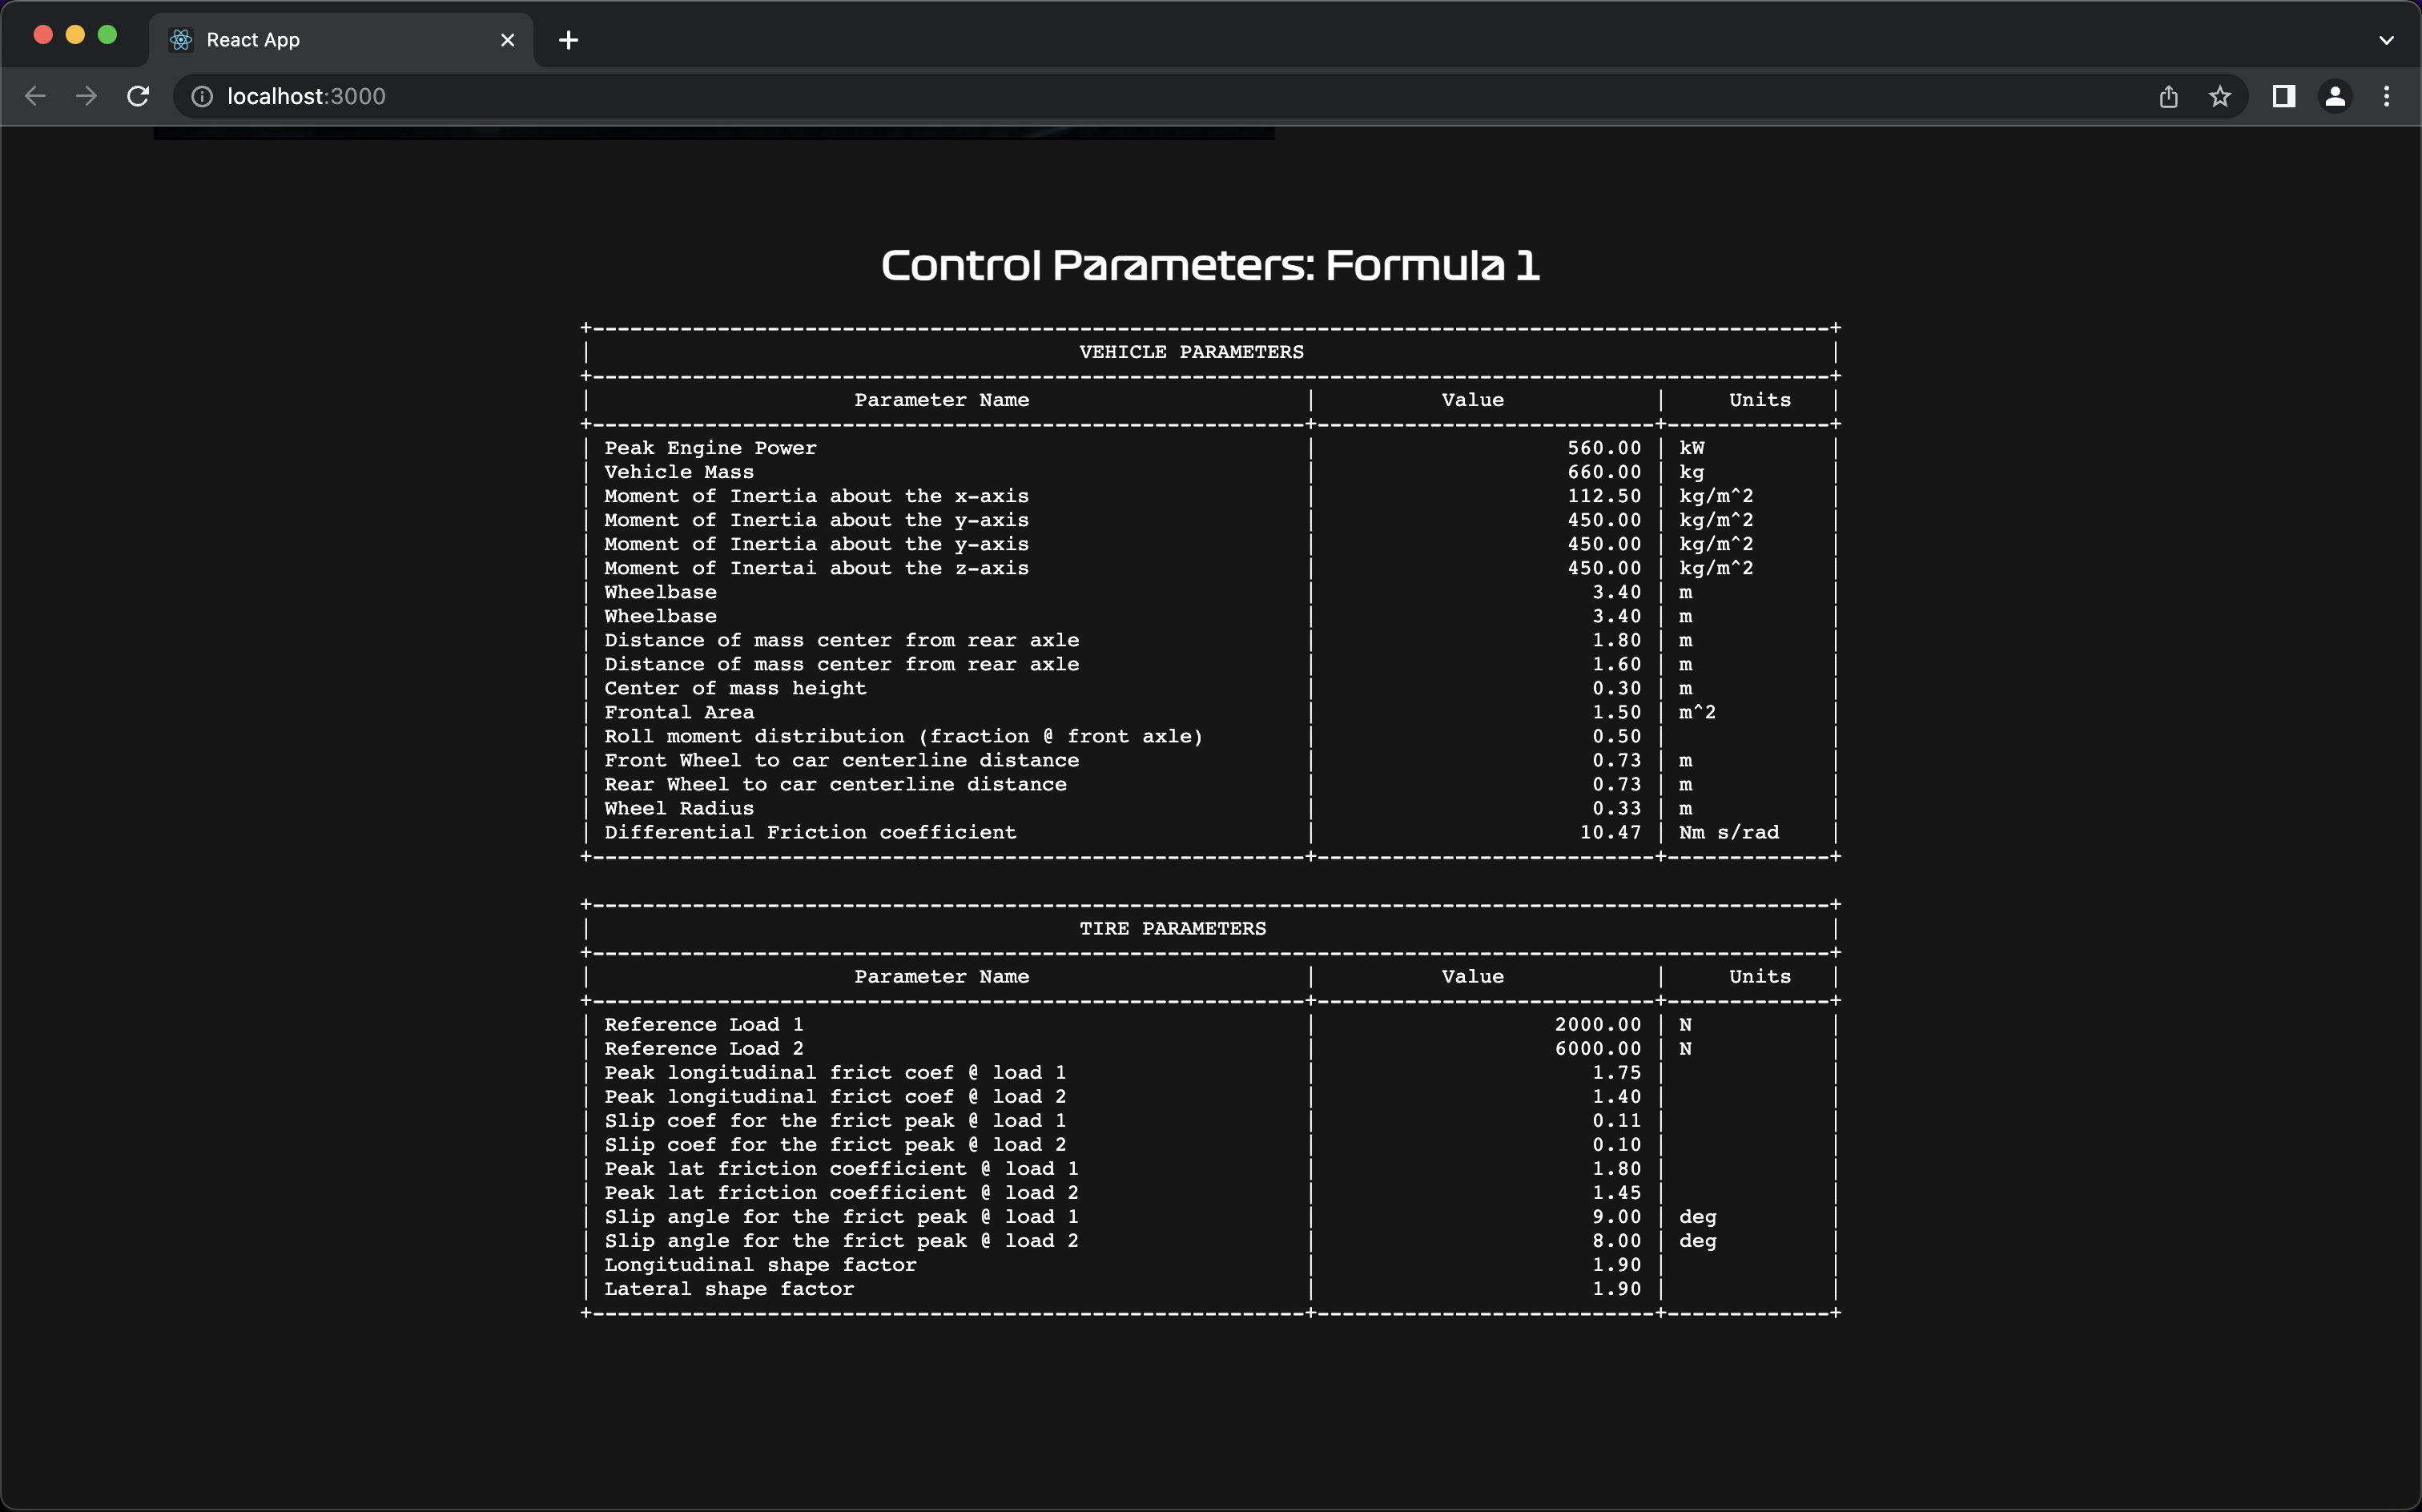 React App
localhost:3000
Control Parameters: Formula 1
VEHICLE PARAMETERS
Parameter Name | Value | Units
Peak Engine Power | 560.00 | kW
Vehicle Mass | 660.00 | kg
Moment of Inertia about the x-axis | 112.50 | kg/m^2
Moment of Inertia about the y-axis | 450.00 | kg/m^2
Moment of Inertia about the y-axis | 450.00 | kg/m^2
Moment of Inertai about the z-axis | 450.00 | kg/m^2
Wheelbase | 3.40 | m
Wheelbase | 3.40 | m
Distance of mass center from rear axle | 1.80 | m
Distance of mass center from rear axle | 1.60 | m
Center of mass height | 0.30 | m
Frontal Area | 1.50 | m^2
Roll moment distribution (fraction @ front axle) | 0.50 |
Front Wheel to car centerline distance | 0.73 | m
Rear Wheel to car centerline distance | 0.73 | m
Wheel Radius | 0.33 | m
Differential Friction coefficient | 10.47 | Nm s/rad
TIRE PARAMETERS
Parameter Name | Value | Units
Reference Load 1 | 2000.00 | N
Reference Load 2 | 6000.00 | N
Peak longitudinal frict coef @ load 1 | 1.75 |
Peak longitudinal frict coef @ load 2 | 1.40 |
Slip coef for the frict peak @ load 1 | 0.11 |
Slip coef for the frict peak @ load 2 | 0.10 |
Peak lat friction coefficient @ load 1 | 1.80 |
Peak lat friction coefficient @ load 2 | 1.45 |
Slip angle for the frict peak @ load 1 | 9.00 | deg
Slip angle for the frict peak @ load 2 | 8.00 | deg
Longitudinal shape factor | 1.90 |
Lateral shape factor | 1.90 |